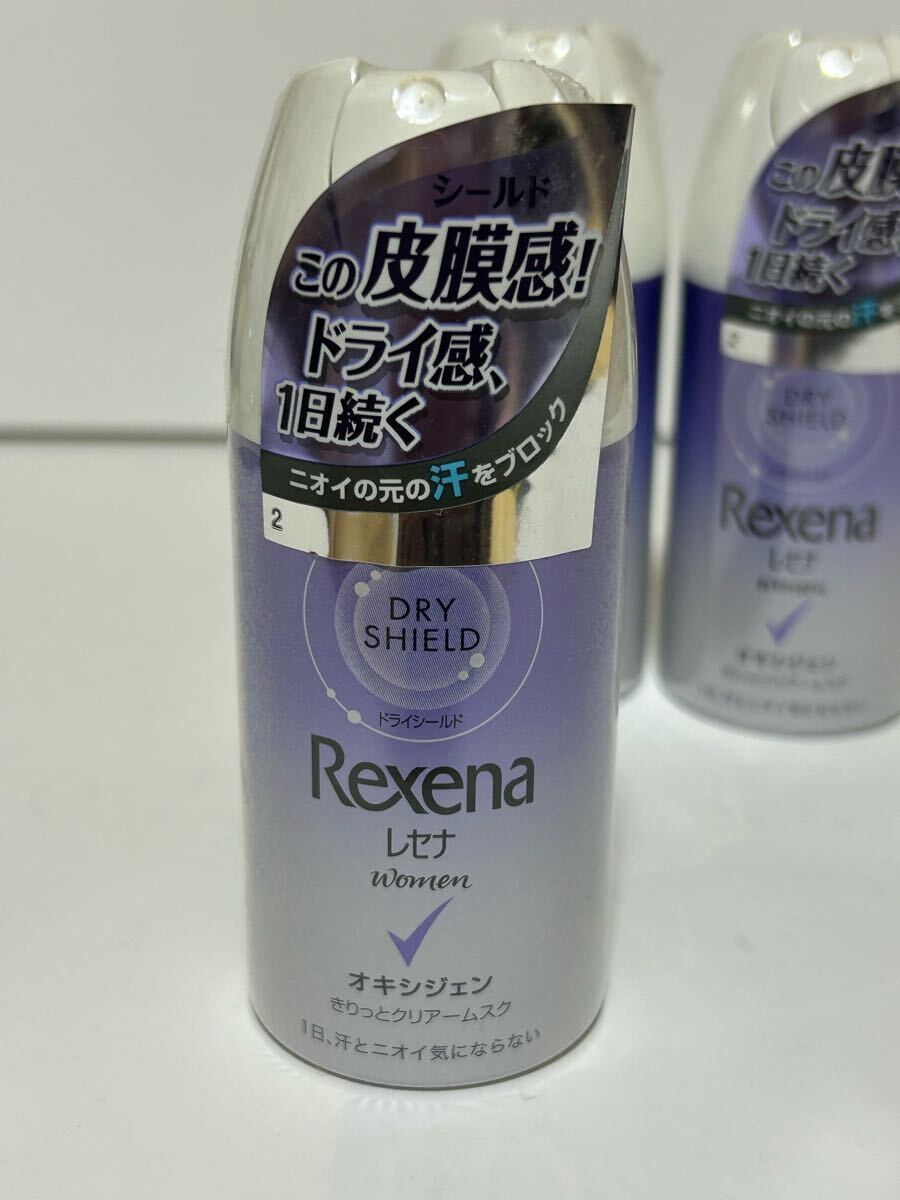 シールド
この皮膜感!
ドライ感、
1日続く
ニオイの元の汗をブロック
2
DRY
SHIELD
ドライシールド
Rexena
レセナ
women
オキシジェン
きりっとクリアームスク
1日、汗とニオイ気にならない
この皮膜
ドライ感
1日続く
ニオイの元の汗を
2
DRY
SHIELD
Rexena
レセナ
women
オキシジェン